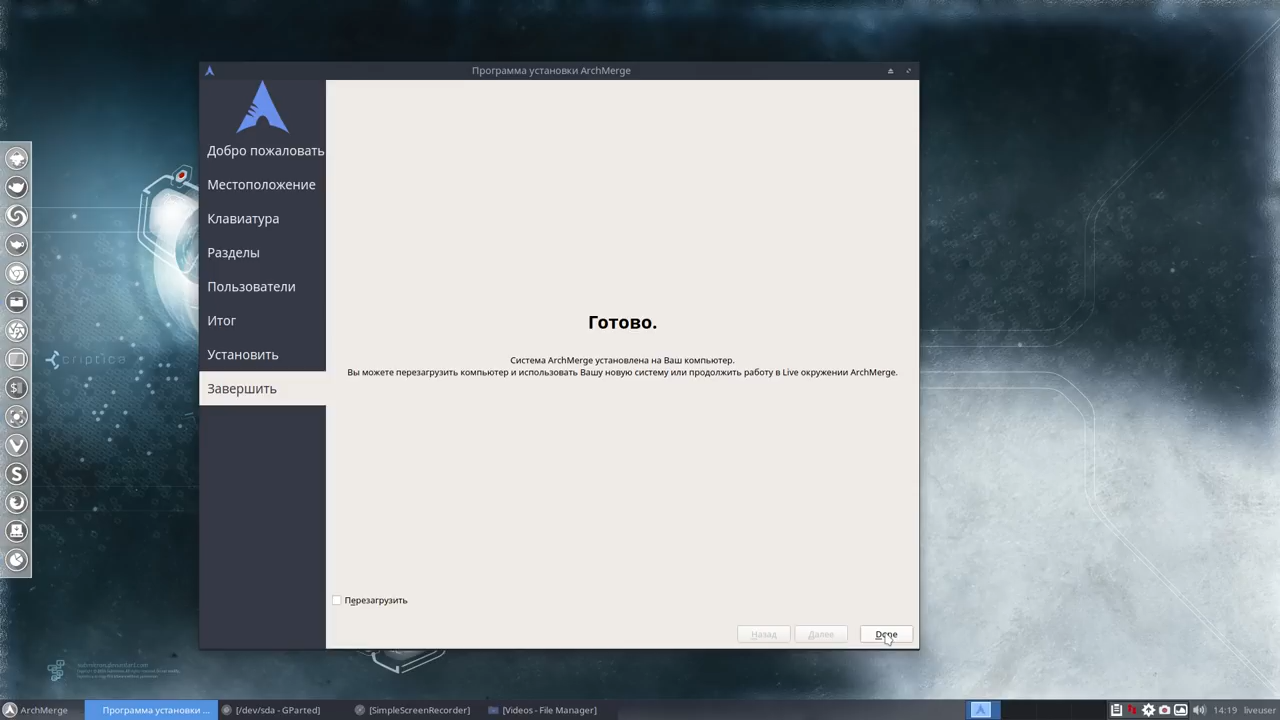 Программа установки ArchMerge
Добро пожаловать
Местоположение
Клавиатура
Разделы
Пользователи
Итог
Установить
Завершить
Готово.
Система ArchMerge установлена на Ваш компьютер.
Вы можете перезагрузить компьютер и использовать Вашу новую систему или продолжить работу в Live окружении ArchMerge.
Перезагрузить
Назад
Далее
Done
criptica
ArchMerge
Программа установки ...
[/dev/sda - GParted]
[SimpleScreenRecorder]
[Videos - File Manager]
14:19
liveuser